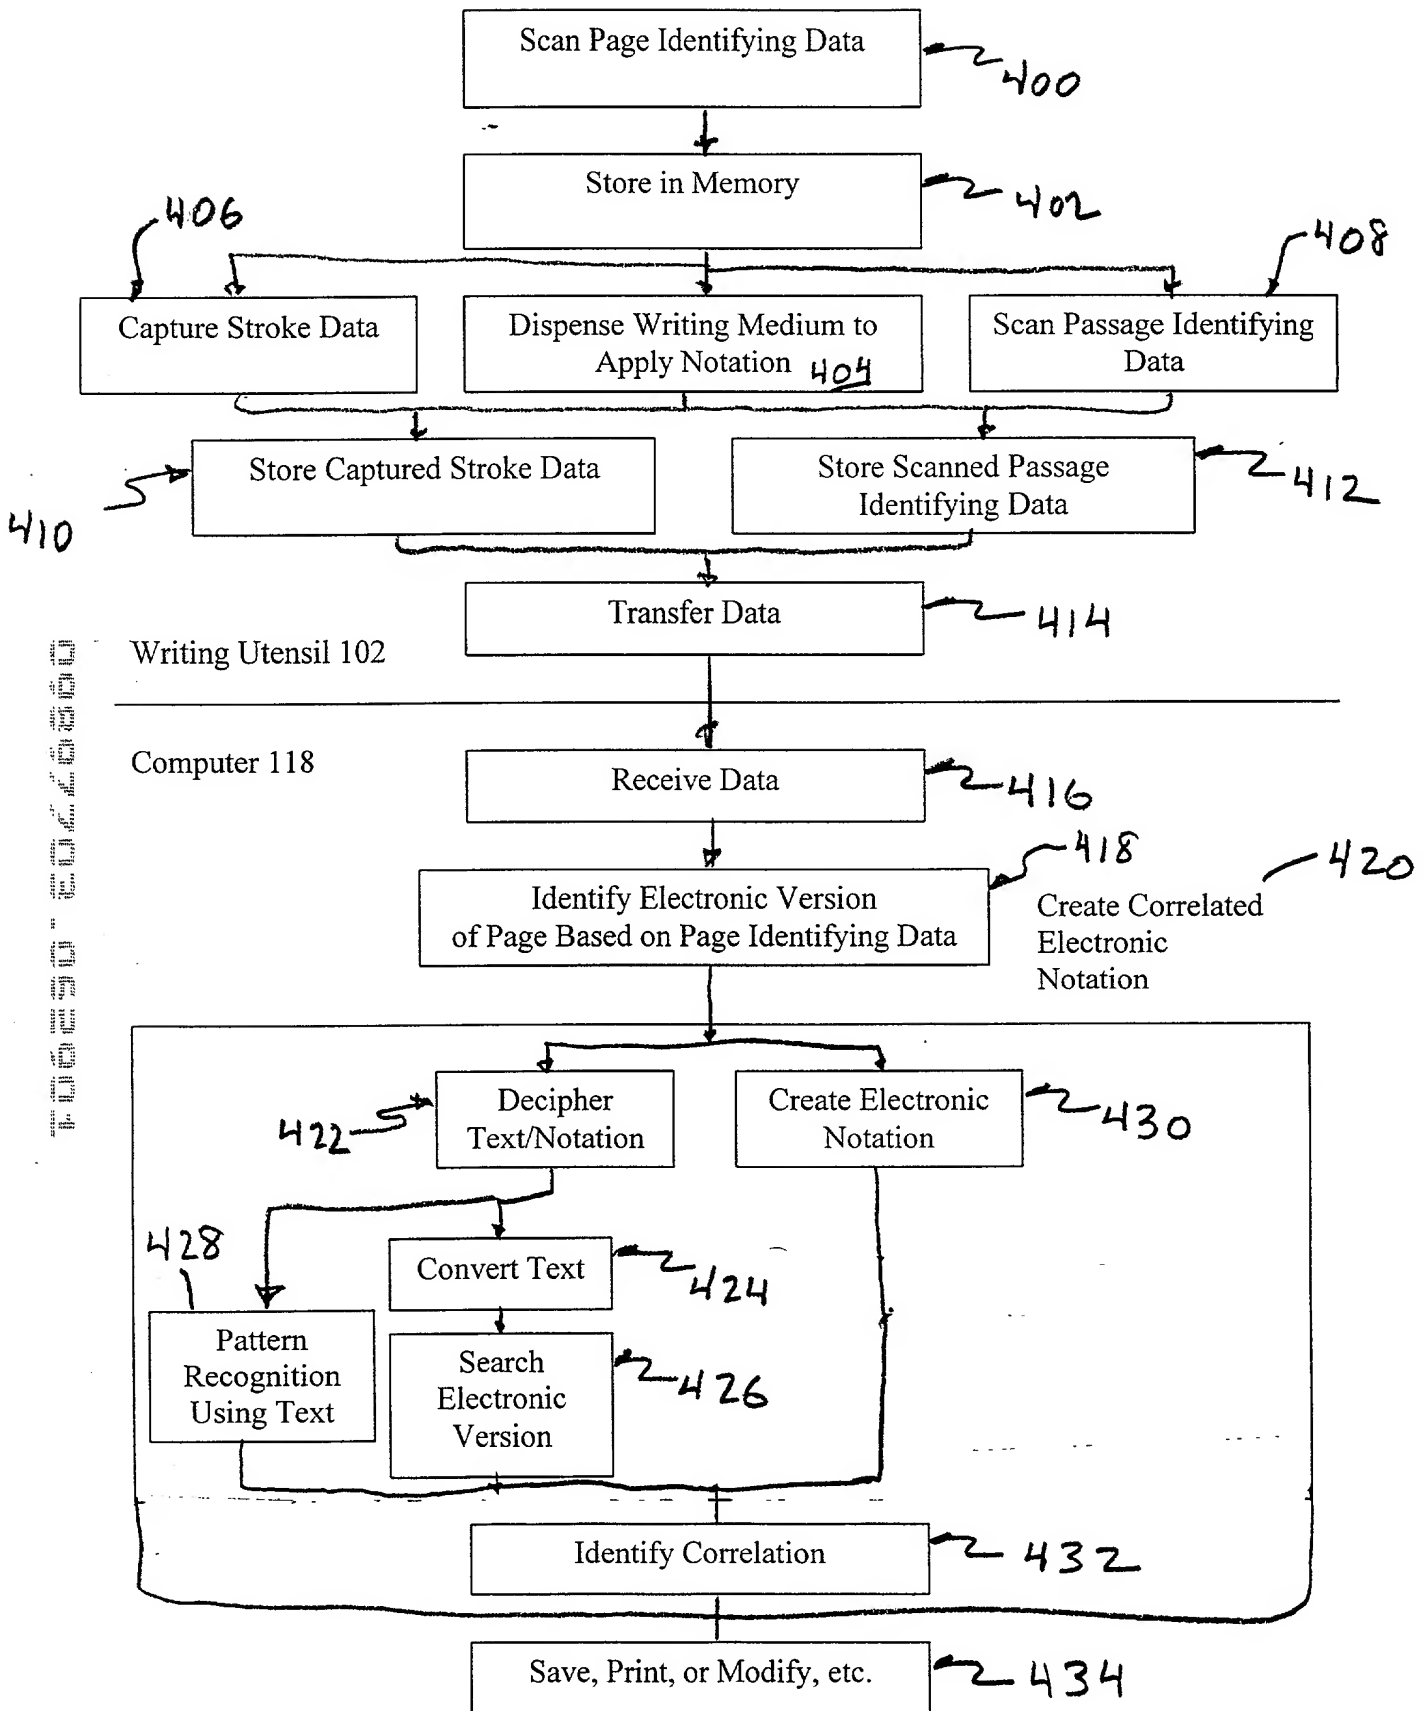 Scan Page Identifying Data
400
Store in Memory
402
406
408
Capture Stroke Data
Dispense Writing Medium to
Apply Notation 404
Scan Passage Identifying
Data
410
Store Captured Stroke Data
Store Scanned Passage
Identifying Data
412
Transfer Data
414
Writing Utensil 102
Computer 118
Receive Data
416
Identify Electronic Version
of Page Based on Page Identifying Data
418
420
Create Correlated
Electronic
Notation
422
Decipher
Text/Notation
Create Electronic
Notation
430
428
Convert Text
424
Pattern
Recognition
Using Text
Search
Electronic
Version
426
Identify Correlation
432
Save, Print, or Modify, etc.
434